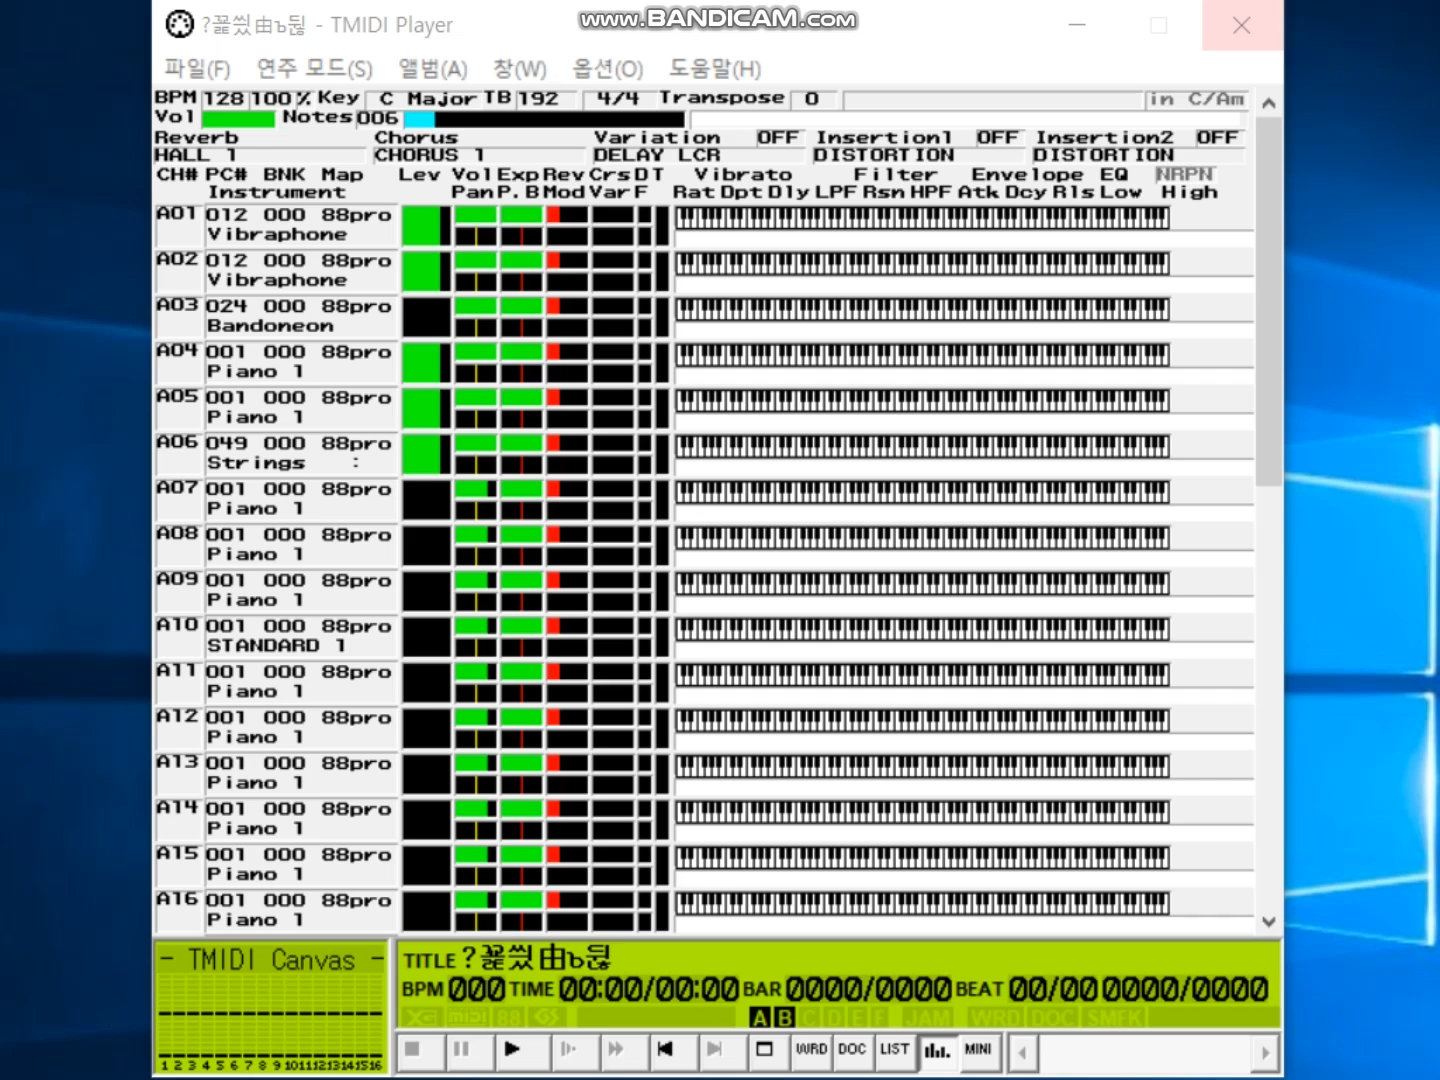 www.BANDICAM.com
?꾩씠由ъ뒪 - TMIDI Player
파일(F) 연주 모드(S) 앨범(A) 창(W) 옵션(O) 도움말(H)
BPM 128 100% Key C Major TB 192 4/4 Transpose 0 in C/Am
Vol Notes 006
Reverb Chorus Variation OFF Insertion1 OFF Insertion2 OFF
HALL 1 CHORUS 1 DELAY LCR DISTORTION DISTORTION
CH# PC# BNK Map Lev Vol Exp Rev Crs DT Vibrato Filter Envelope EQ NRPN
Instrument Pan P.B Mod Var F Rat Dpt Dly LPF Rsn HPF Atk Dcy Rls Low High
A01 012 000 88pro
Vibraphone
A02 012 000 88pro
Vibraphone
A03 024 000 88pro
Bandoneon
A04 001 000 88pro
Piano 1
A05 001 000 88pro
Piano 1
A06 049 000 88pro
Strings :
A07 001 000 88pro
Piano 1
A08 001 000 88pro
Piano 1
A09 001 000 88pro
Piano 1
A10 001 000 88pro
STANDARD 1
A11 001 000 88pro
Piano 1
A12 001 000 88pro
Piano 1
A13 001 000 88pro
Piano 1
A14 001 000 88pro
Piano 1
A15 001 000 88pro
Piano 1
A16 001 000 88pro
Piano 1
- TMIDI Canvas -
1 2 3 4 5 6 7 8 9 10 11 12 13 14 15 16
TITLE
BPM 000 TIME 00:00/00:00 BAR 0000/0000 BEAT 00/00 0000/0000
XG midi 88 GS A B C D E F JAM WRD DOC SMFK
WRD DOC LIST MINI